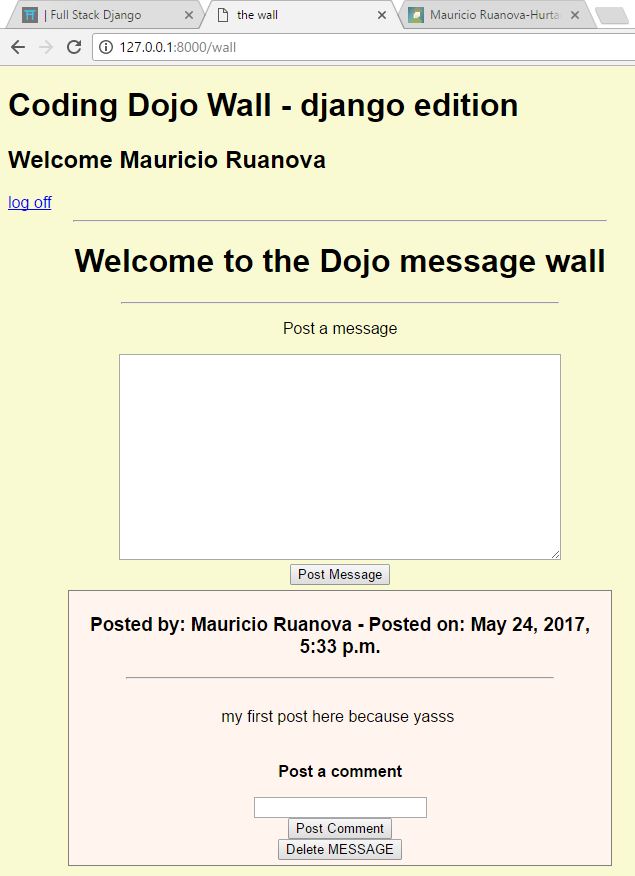 | Full Stack Django
the wall
Mauricio Ruanova-Hurta
127.0.0.1:8000/wall
Coding Dojo Wall - django edition
Welcome Mauricio Ruanova
log off
Welcome to the Dojo message wall
Post a message
Post Message
Posted by: Mauricio Ruanova - Posted on: May 24, 2017,
5:33 p.m.
my first post here because yasss
Post a comment
Post Comment
Delete MESSAGE